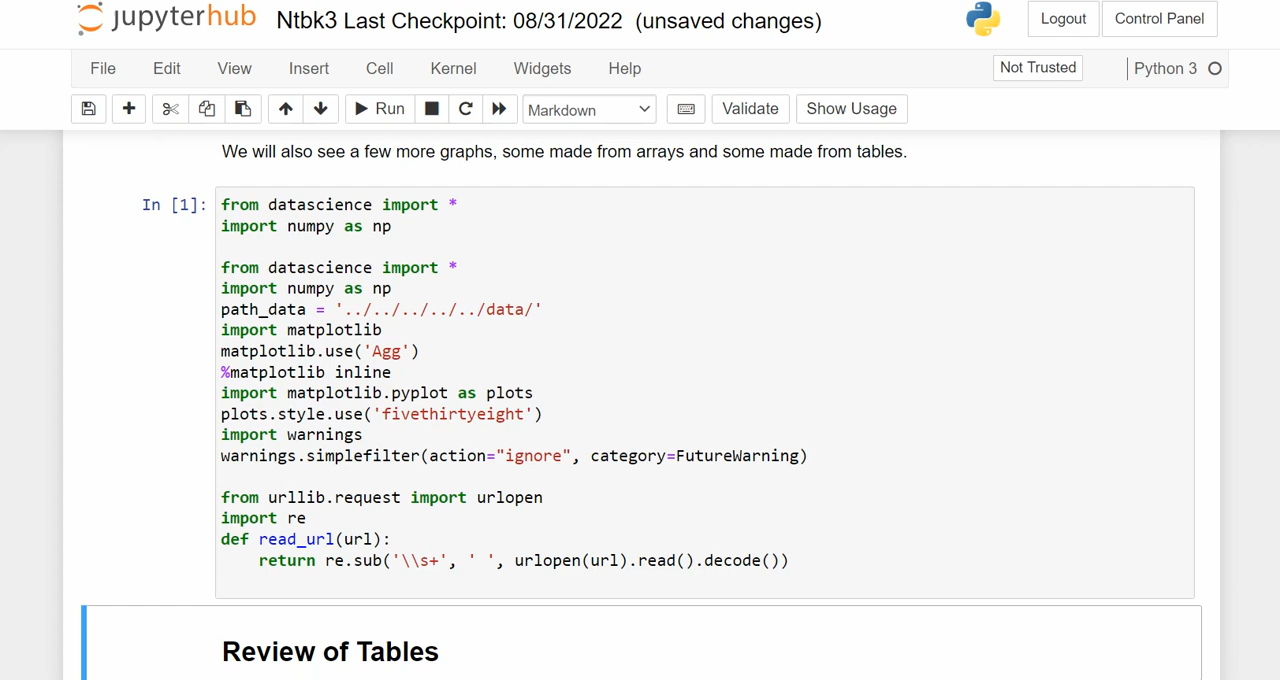 jupyterhub Ntbk3 Last Checkpoint: 08/31/2022 (unsaved changes) Logout Control Panel
File Edit View Insert Cell Kernel Widgets Help Not Trusted Python 3
Run Markdown Validate Show Usage
We will also see a few more graphs, some made from arrays and some made from tables.
In [1]: from datascience import *
import numpy as np
from datascience import *
import numpy as np
path_data = '../../../../../data/'
import matplotlib
matplotlib.use('Agg')
%matplotlib inline
import matplotlib.pyplot as plots
plots.style.use('fivethirtyeight')
import warnings
warnings.simplefilter(action="ignore", category=FutureWarning)
from urllib.request import urlopen
import re
def read_url(url):
    return re.sub('\\s+', ' ', urlopen(url).read().decode())
Review of Tables